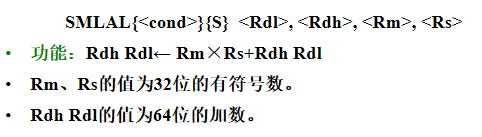 SMLAL{<cond>}{S} <Rdl>, <Rdh>, <Rm>, <Rs>
• 功能：Rdh Rdl← Rm×Rs+Rdh Rdl
• Rm、Rs的值为32位的有符号数。
• Rdh Rdl的值为64位的加数。